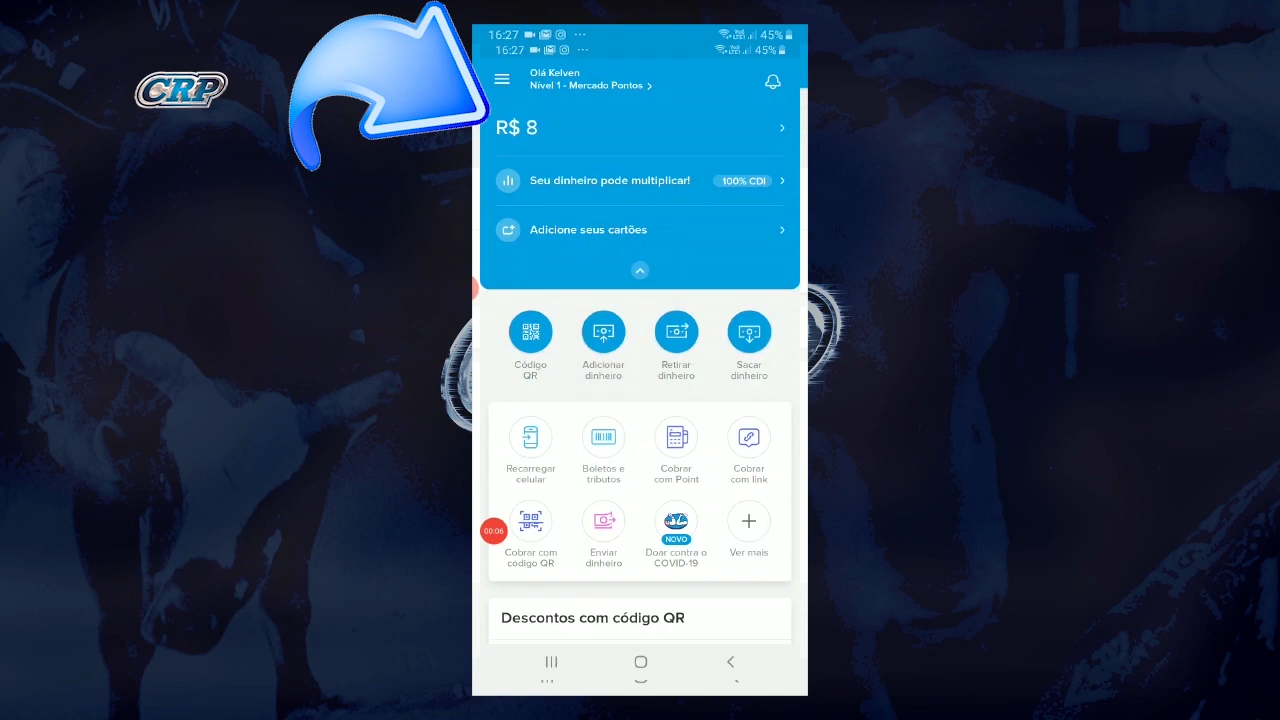 CRP
16:27 ... 45%
16:27 ... 45%
Olá Kelven
Nível 1 - Mercado Pontos >
R$ 8
Seu dinheiro pode multiplicar! 100% CDI
Adicione seus cartões
Código
QR
Adicionar
dinheiro
Retirar
dinheiro
Sacar
dinheiro
Recarregar
celular
Boletos e
tributos
Cobrar
com Point
Cobrar
com link
00:06
Cobrar com
código QR
Enviar
dinheiro
NOVO
Doar contra o
COVID-19
Ver mais
Descontos com código QR